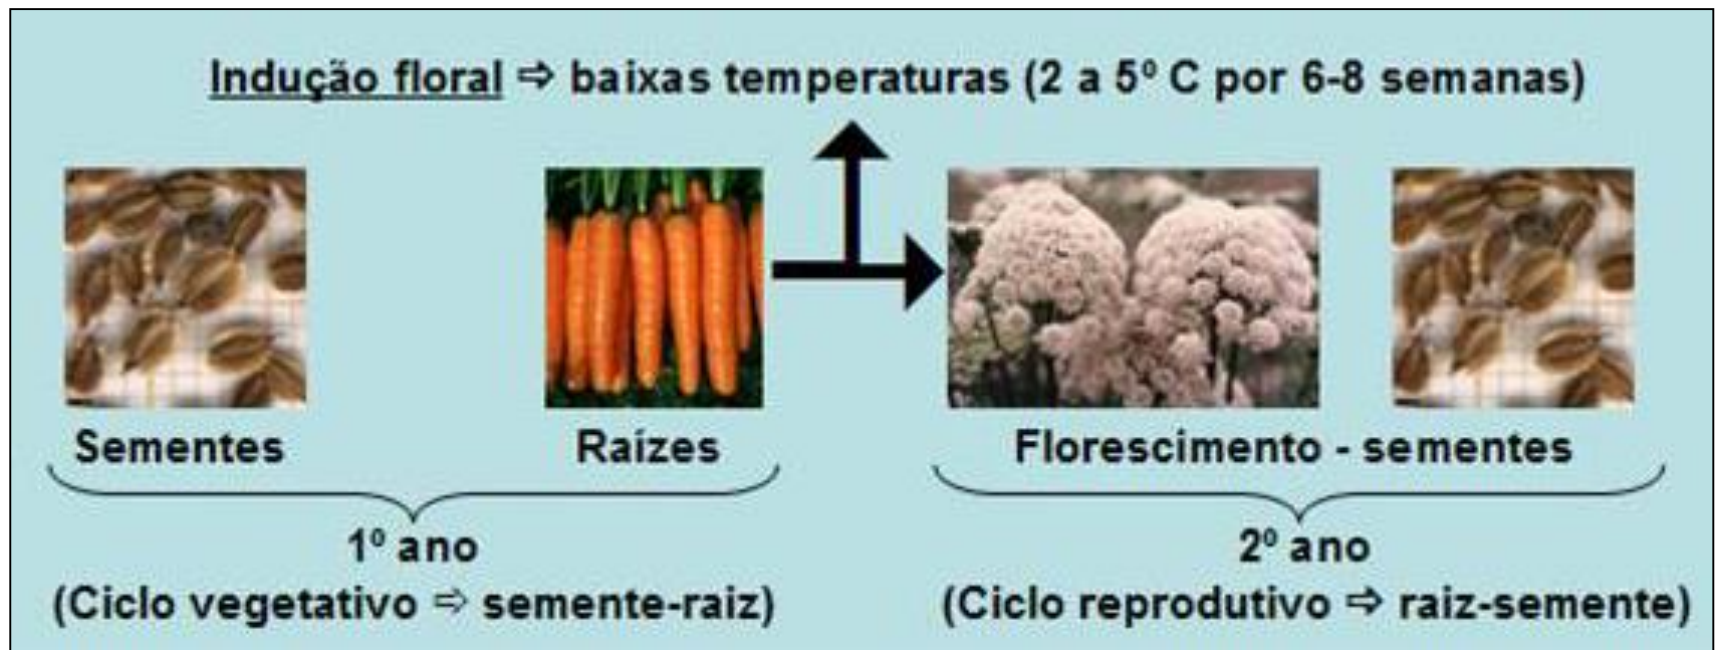 Indução floral ⇨ baixas temperaturas (2 a 5º C por 6-8 semanas)
Sementes
Raízes
Florescimento - sementes
1º ano
(Ciclo vegetativo ⇨ semente-raiz)
2º ano
(Ciclo reprodutivo ⇨ raiz-semente)